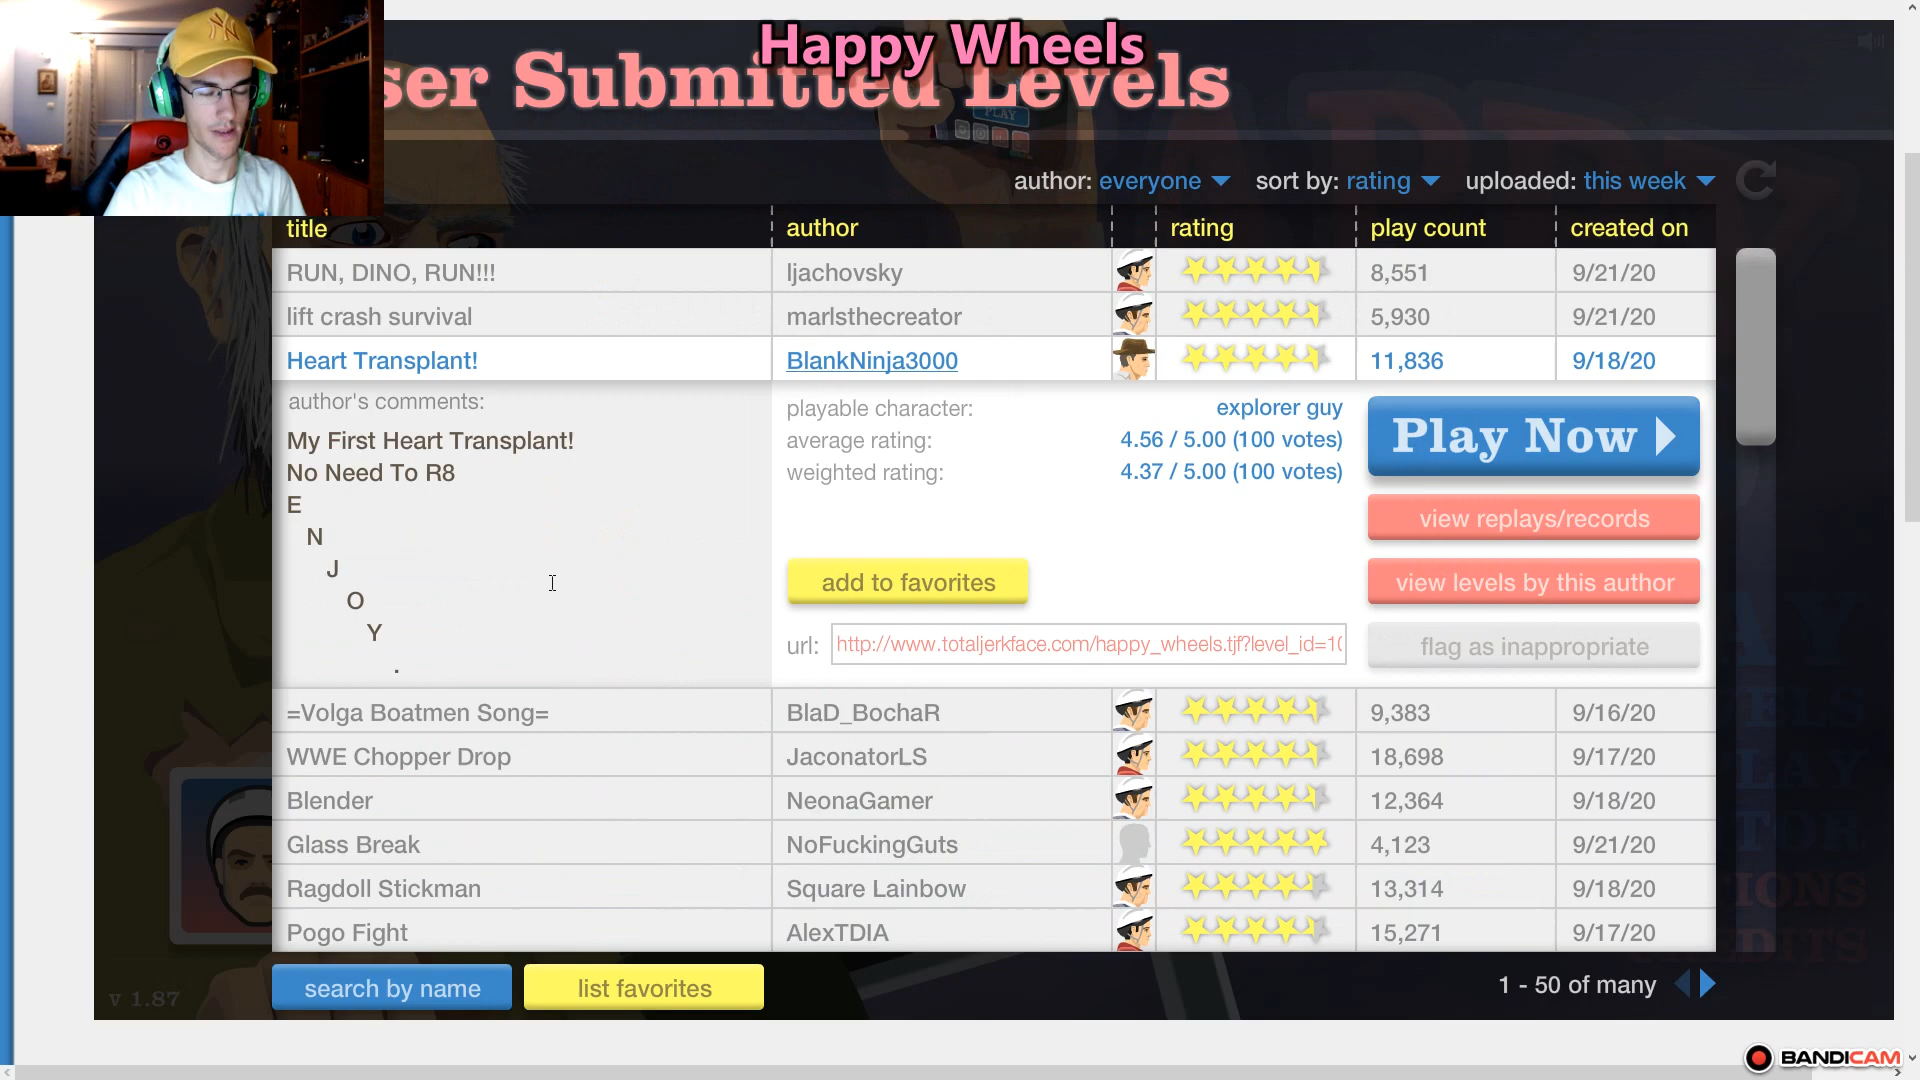 Happy Wheels
ser Submitted Levels
PLAY
author: everyone sort by: rating uploaded: this week
title author rating play count created on
RUN, DINO, RUN!!! ljachovsky 8,551 9/21/20
lift crash survival marlsthecreator 5,930 9/21/20
Heart Transplant! BlankNinja3000 11,836 9/18/20
author's comments:
My First Heart Transplant!
No Need To R8
E
N
J
O
Y
.
playable character: explorer guy
average rating: 4.56 / 5.00 (100 votes)
weighted rating: 4.37 / 5.00 (100 votes)
add to favorites
url: http://www.totaljerkface.com/happy_wheels.tjf?level_id=1(
Play Now
view replays/records
view levels by this author
flag as inappropriate
=Volga Boatmen Song= BlaD_BochaR 9,383 9/16/20
WWE Chopper Drop JaconatorLS 18,698 9/17/20
Blender NeonaGamer 12,364 9/18/20
Glass Break NoFuckingGuts 4,123 9/21/20
Ragdoll Stickman Square Lainbow 13,314 9/18/20
Pogo Fight AlexTDIA 15,271 9/17/20
v 1.87
search by name list favorites
1 - 50 of many
BANDICAM